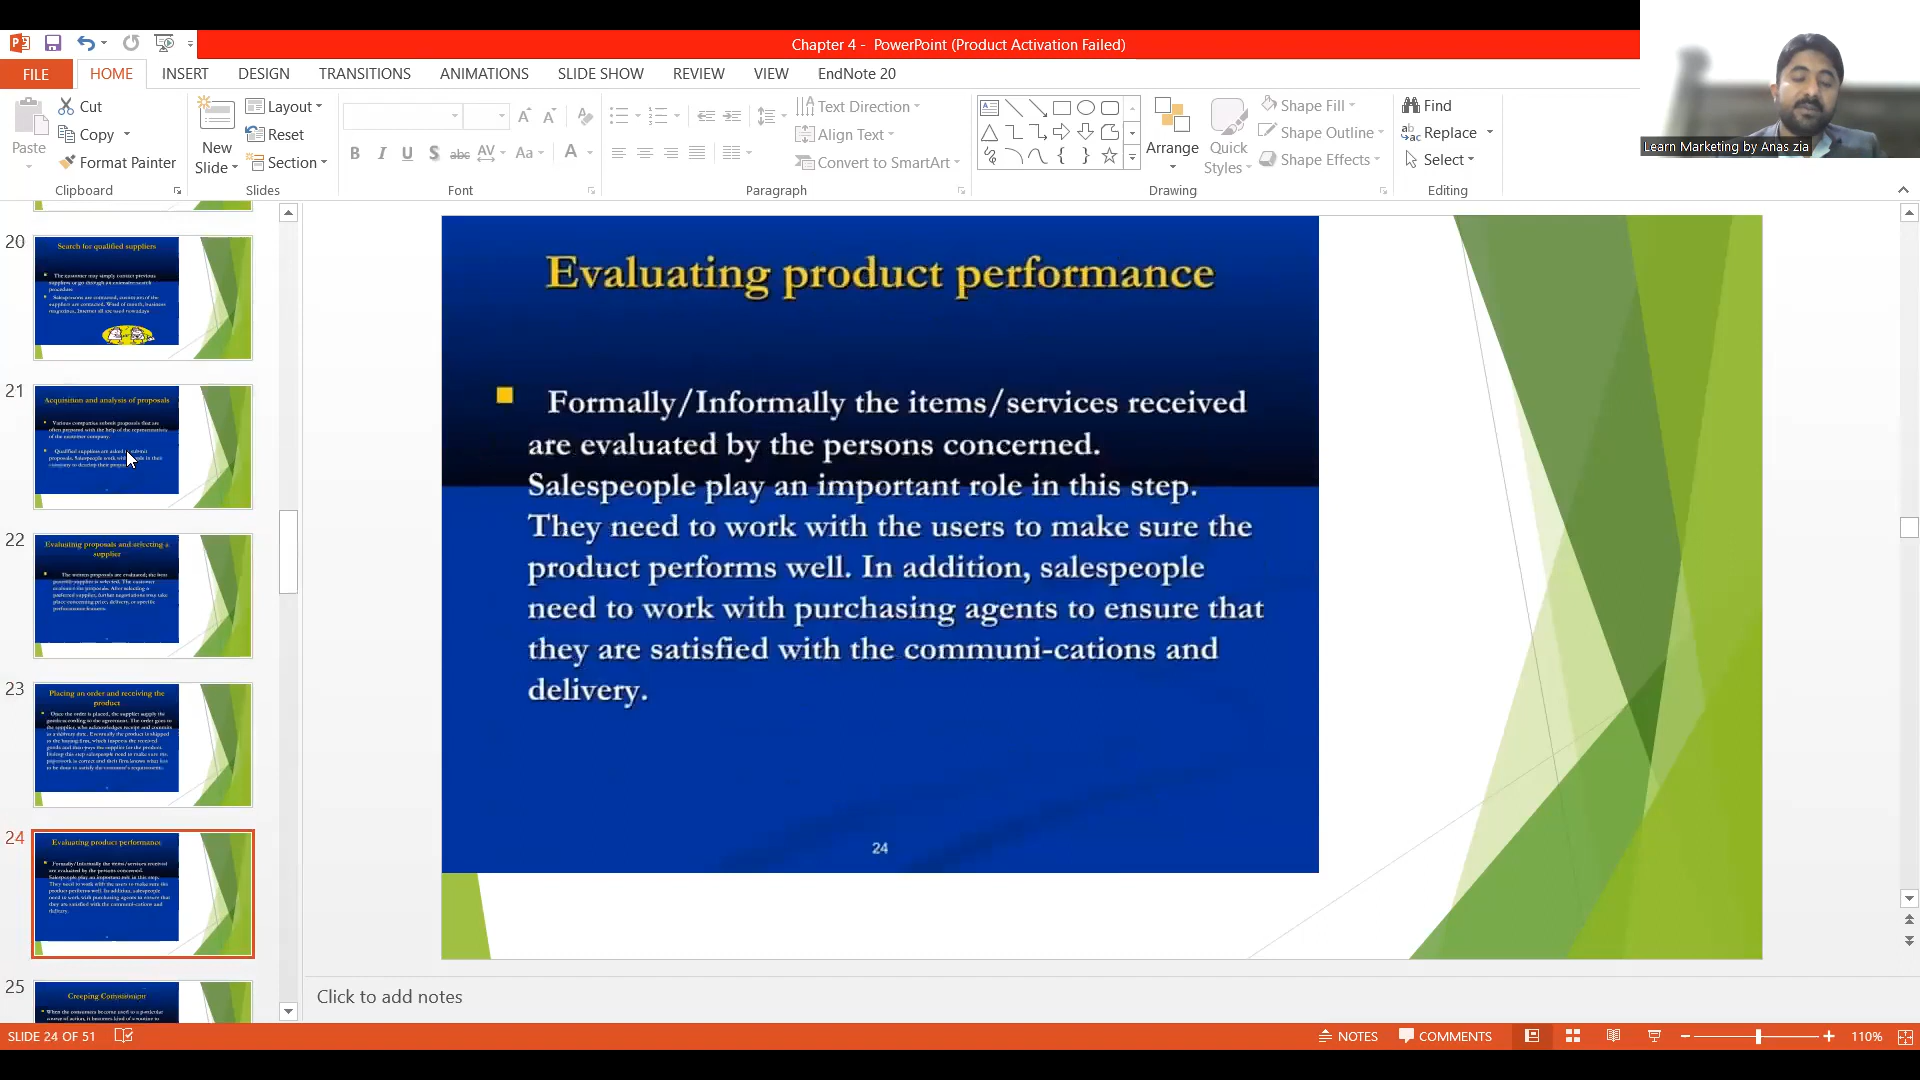 Chapter 4 - PowerPoint (Product Activation Failed)
FILE HOME INSERT DESIGN TRANSITIONS ANIMATIONS SLIDE SHOW REVIEW VIEW EndNote 20
Paste
Cut
Copy
Format Painter
Clipboard
New Slide
Layout
Reset
Section
Slides
Font
Text Direction
Align Text
Convert to SmartArt
Paragraph
Arrange
Quick Styles
Shape Fill
Shape Outline
Shape Effects
Drawing
Find
Replace
Select
Editing
Learn Marketing by Anas zia
20
Search for qualified suppliers
21
Acquisition and analysis of proposals
22
Evaluating proposals and selecting a
supplier
23
Placing an order and receiving the
product
24
Evaluating product performance
25
Creeping Commitment
Evaluating product performance
Formally/Informally the items/services received
are evaluated by the persons concerned.
Salespeople play an important role in this step.
They need to work with the users to make sure the
product performs well. In addition, salespeople
need to work with purchasing agents to ensure that
they are satisfied with the communi-cations and
delivery.
24
Click to add notes
SLIDE 24 OF 51
NOTES
COMMENTS
110%